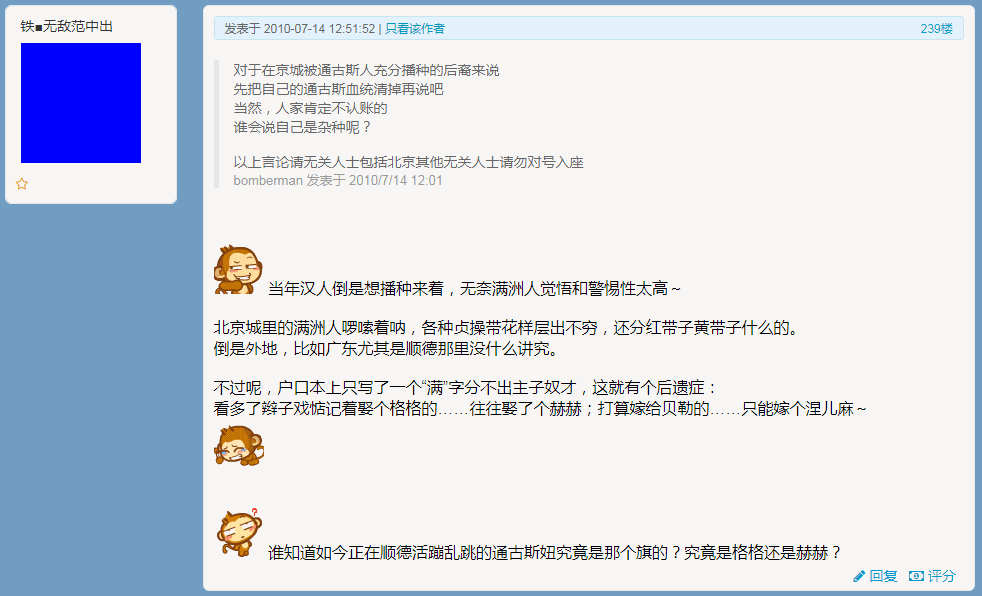 铁■无敌范中出
发表于 2010-07-14 12:51:52 | 只看该作者
239楼
对于在京城被通古斯人充分播种的后裔来说
先把自己的通古斯血统清掉再说吧
当然，人家肯定不认账的
谁会说自己是杂种呢？
以上言论请无关人士包括北京其他无关人士请勿对号入座
bomberman 发表于 2010/7/14 12:01
当年汉人倒是想播种来着，无奈满洲人觉悟和警惕性太高～
北京城里的满洲人啰嗦着呐，各种贞操带花样层出不穷，还分红带子黄带子什么的。
倒是外地，比如广东尤其是顺德那里没什么讲究。
不过呢，户口本上只写了一个“满”字分不出主子奴才，这就有个后遗症：
看多了辫子戏惦记着娶个格格的……往往娶了个赫赫；打算嫁给贝勒的……只能嫁个涅儿麻～
谁知道如今正在顺德活蹦乱跳的通古斯妞究竟是那个旗的？究竟是格格还是赫赫？
回复 评分